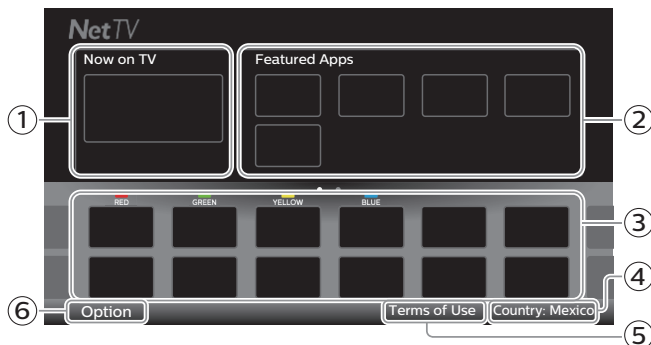 NetTV
Now on TV
Featured Apps
① ②
RED GREEN YELLOW BLUE
③
④
⑥ Option Terms of Use Country: Mexico
⑤